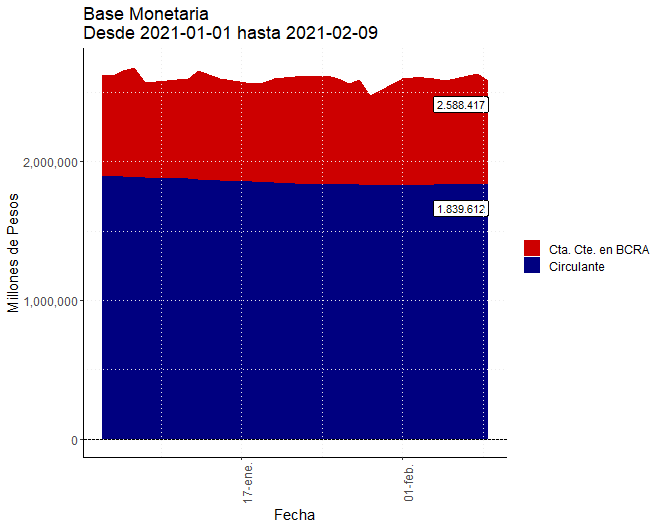 Base Monetaria
Desde 2021-01-01 hasta 2021-02-09
Millones de Pesos
2,000,000
1,000,000
0
2.588.417
1.839.612
17-ene.
01-feb.
Fecha
Cta. Cte. en BCRA
Circulante